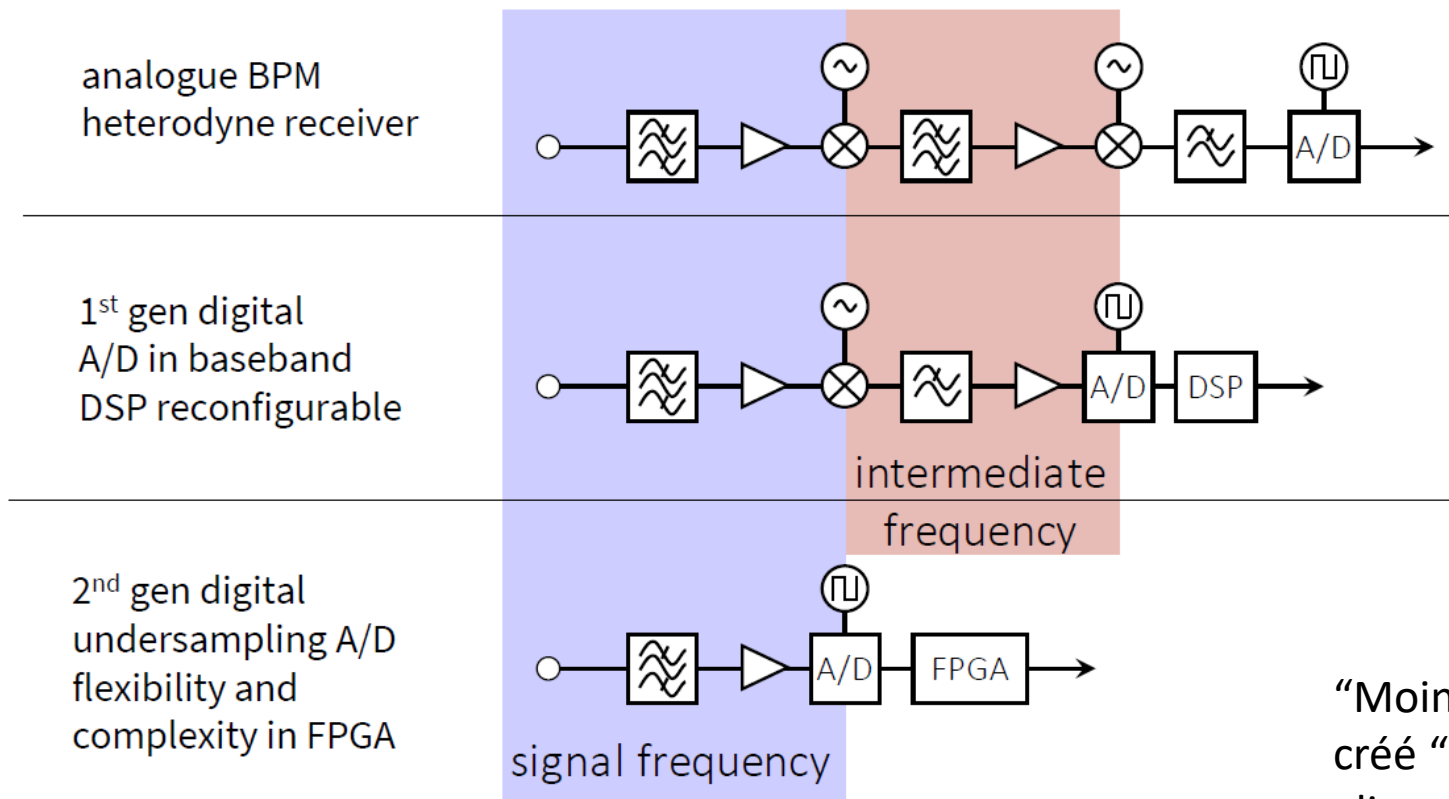 analogue BPM
heterodyne receiver
A/D
1st gen digital
A/D in baseband
DSP reconfigurable
A/D
DSP
intermediate
frequency
2nd gen digital
undersampling A/D
flexibility and
complexity in FPGA
A/D
FPGA
signal frequency
créé “